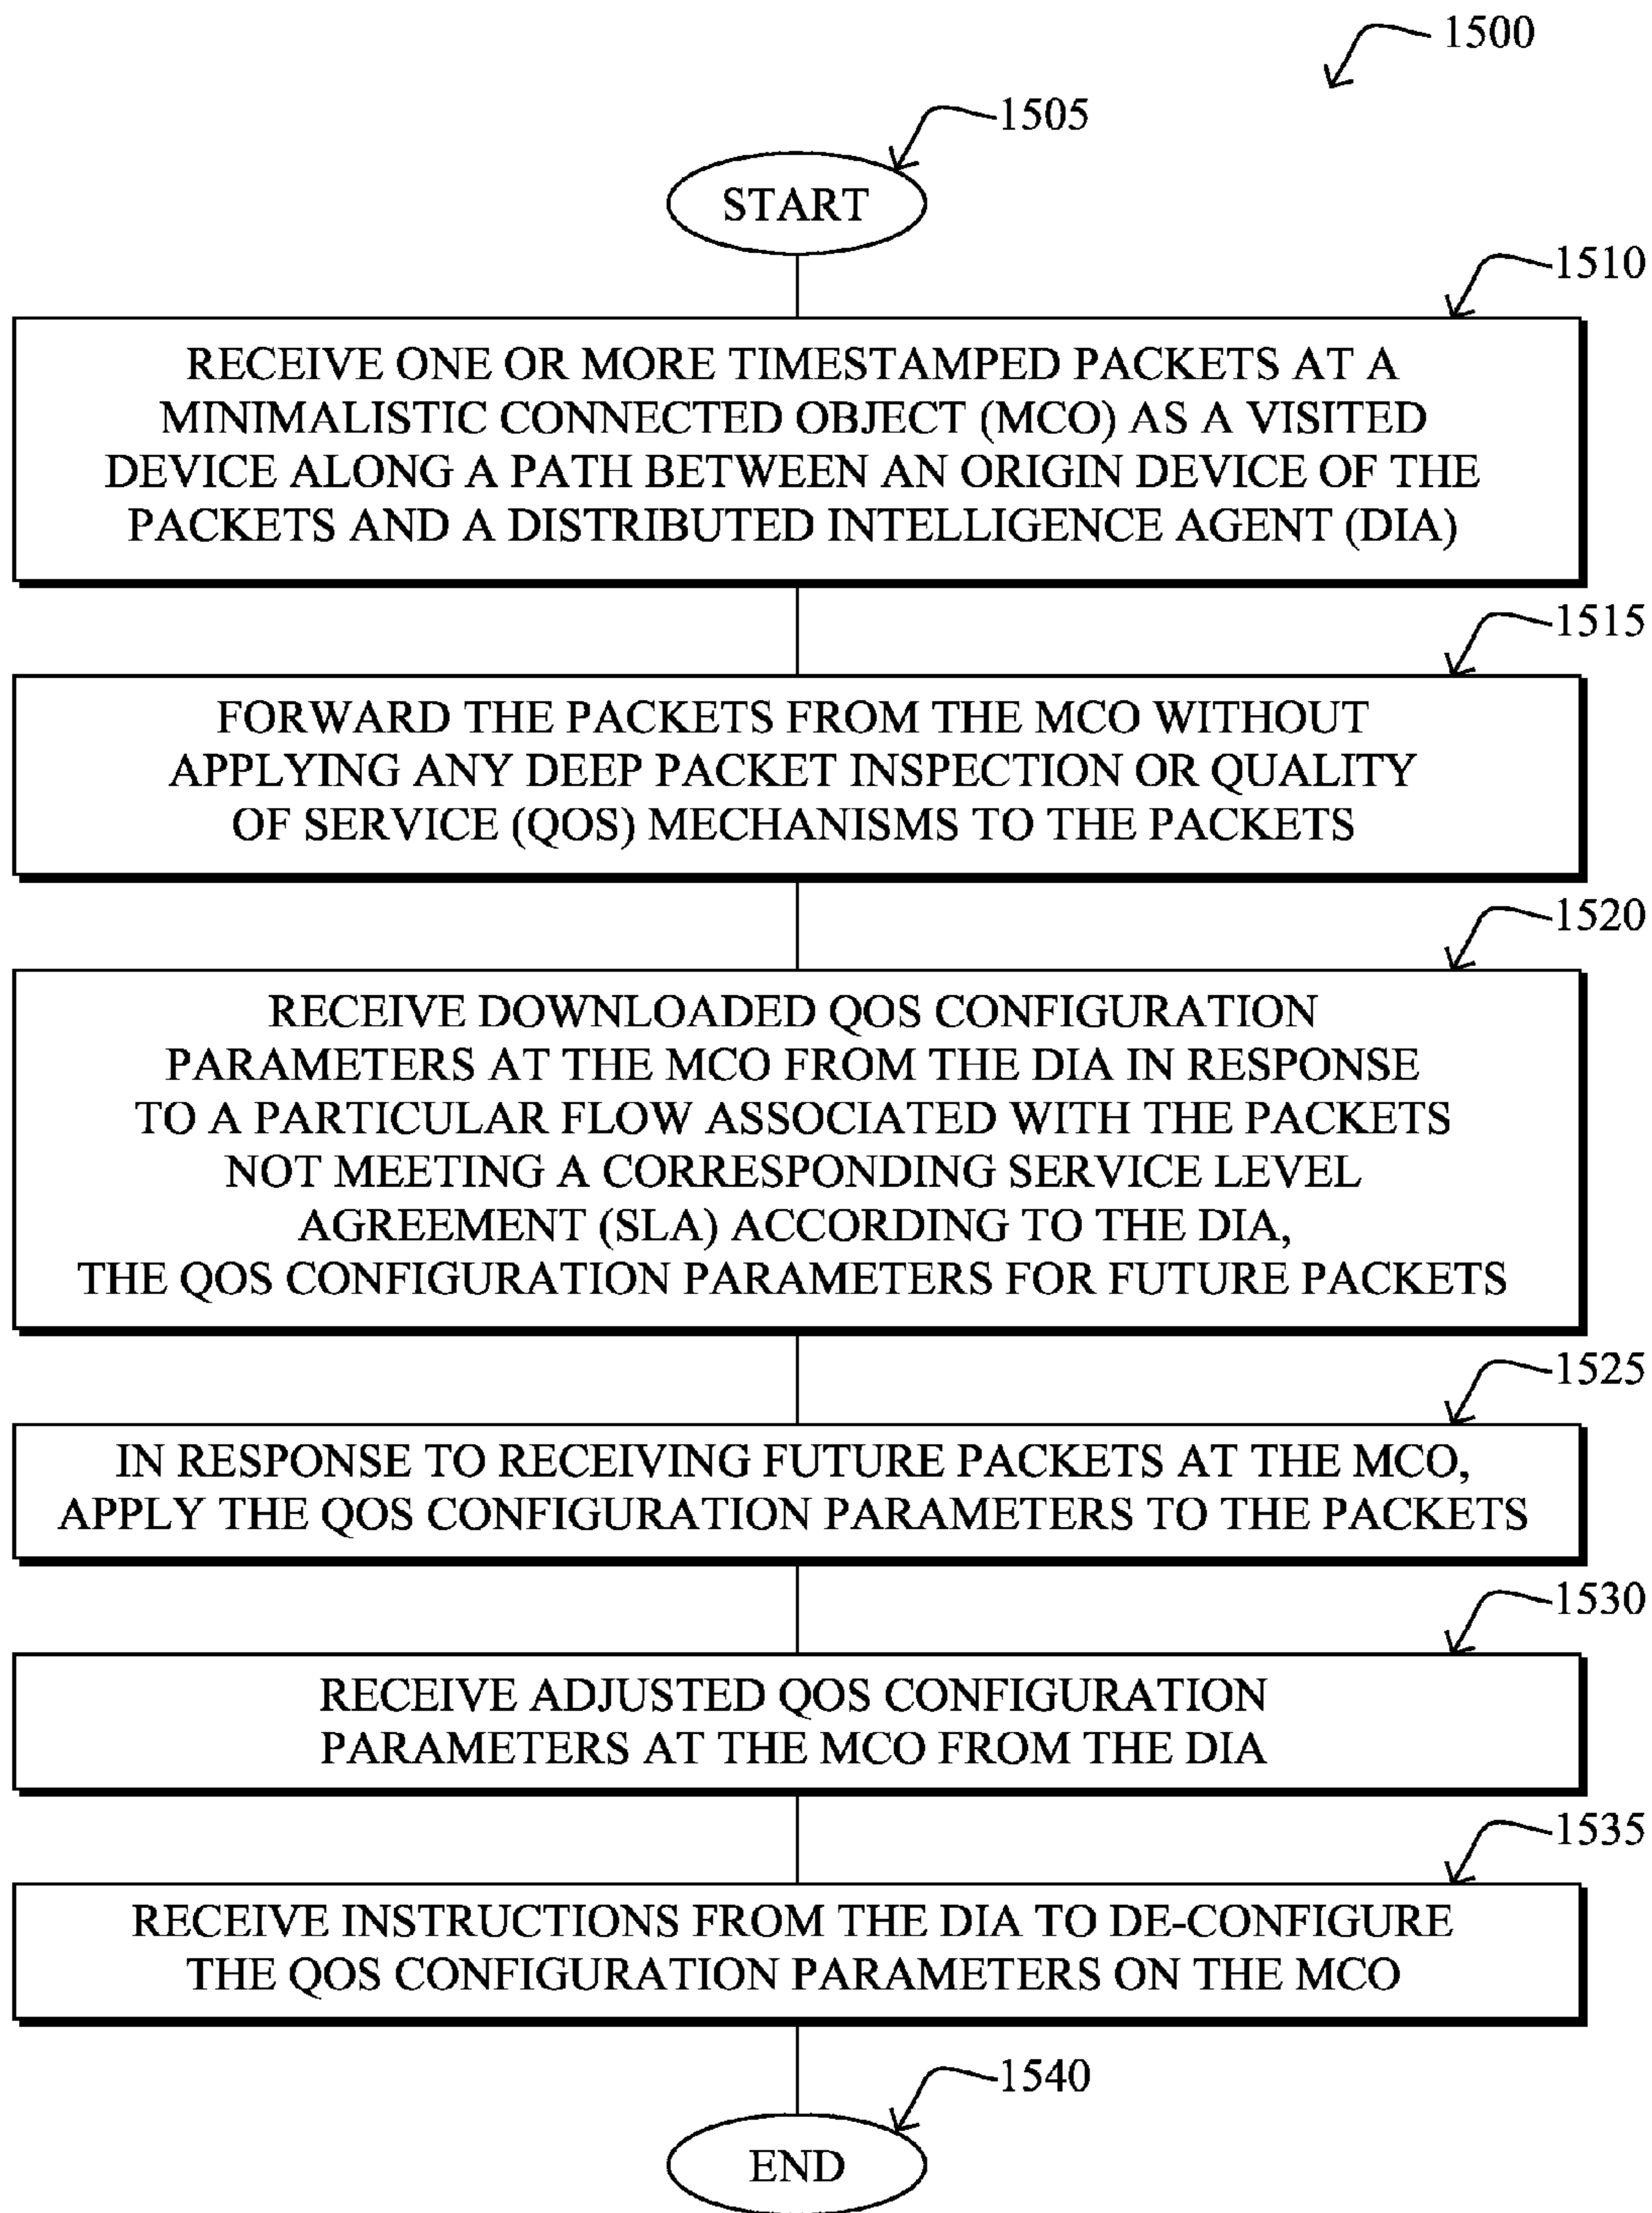 1500
1505
START
1510
RECEIVE ONE OR MORE TIMESTAMPED PACKETS AT A
MINIMALISTIC CONNECTED OBJECT (MCO) AS A VISITED
DEVICE ALONG A PATH BETWEEN AN ORIGIN DEVICE OF THE
PACKETS AND A DISTRIBUTED INTELLIGENCE AGENT (DIA)
1515
FORWARD THE PACKETS FROM THE MCO WITHOUT
APPLYING ANY DEEP PACKET INSPECTION OR QUALITY
OF SERVICE (QOS) MECHANISMS TO THE PACKETS
1520
RECEIVE DOWNLOADED QOS CONFIGURATION
PARAMETERS AT THE MCO FROM THE DIA IN RESPONSE
TO A PARTICULAR FLOW ASSOCIATED WITH THE PACKETS
NOT MEETING A CORRESPONDING SERVICE LEVEL
AGREEMENT (SLA) ACCORDING TO THE DIA,
THE QOS CONFIGURATION PARAMETERS FOR FUTURE PACKETS
1525
IN RESPONSE TO RECEIVING FUTURE PACKETS AT THE MCO,
APPLY THE QOS CONFIGURATION PARAMETERS TO THE PACKETS
1530
RECEIVE ADJUSTED QOS CONFIGURATION
PARAMETERS AT THE MCO FROM THE DIA
1535
RECEIVE INSTRUCTIONS FROM THE DIA TO DE-CONFIGURE
THE QOS CONFIGURATION PARAMETERS ON THE MCO
1540
END